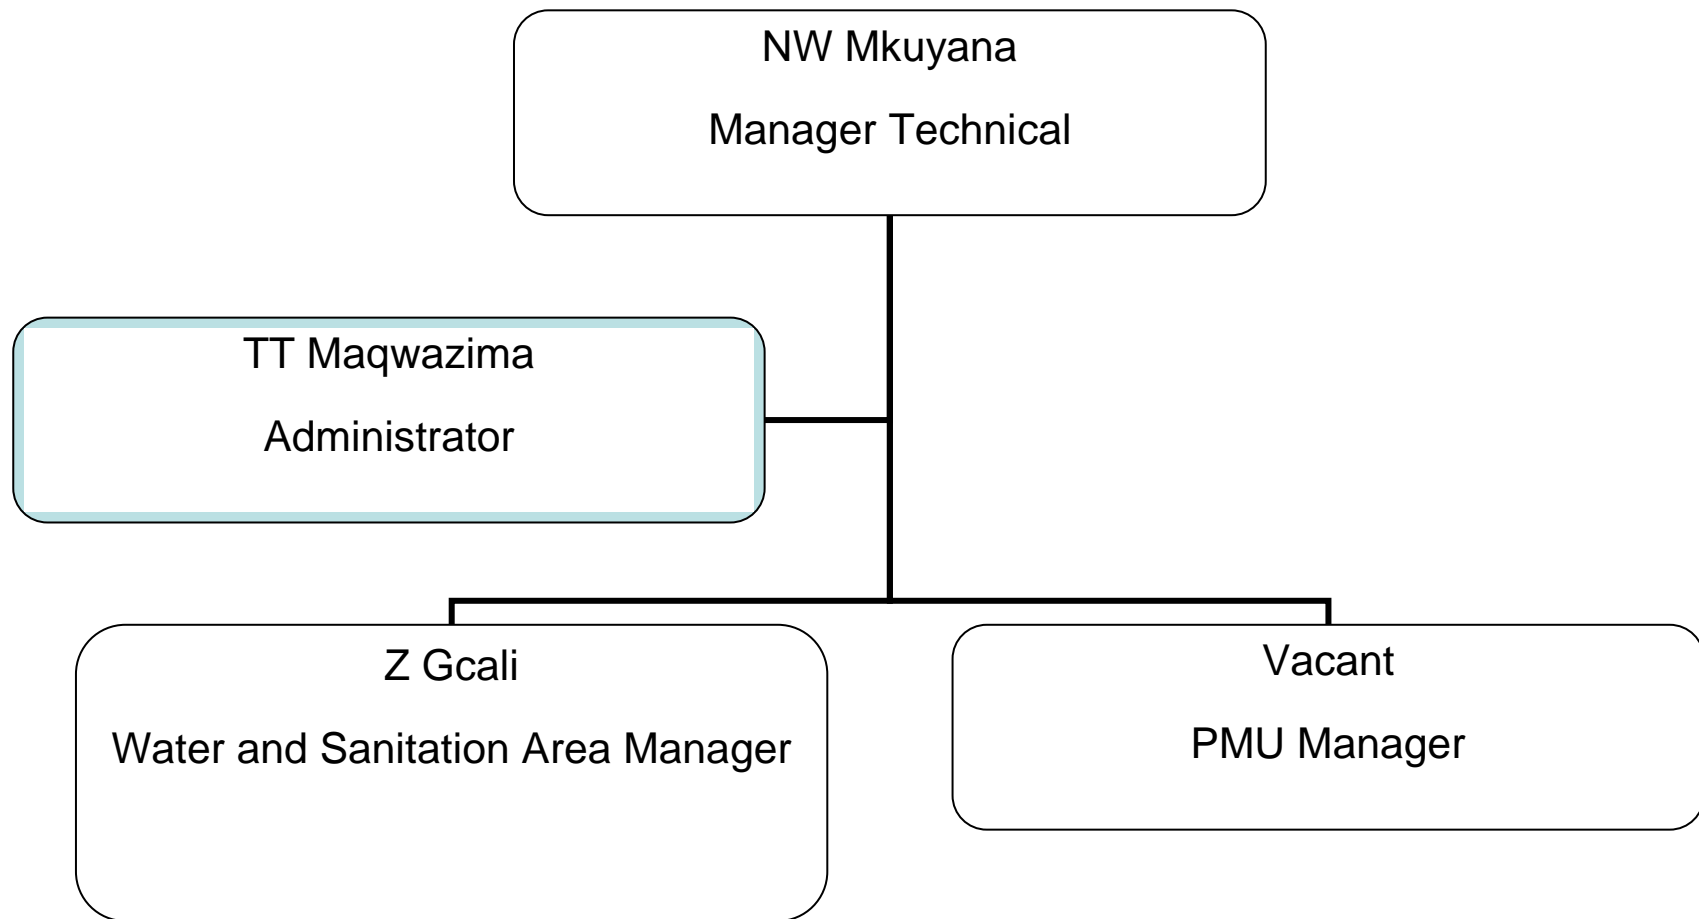 NW Mkuyana
Manager Technical
TT Maqwazima
Administrator
Z Gcali
Water and Sanitation Area Manager
Vacant
PMU Manager